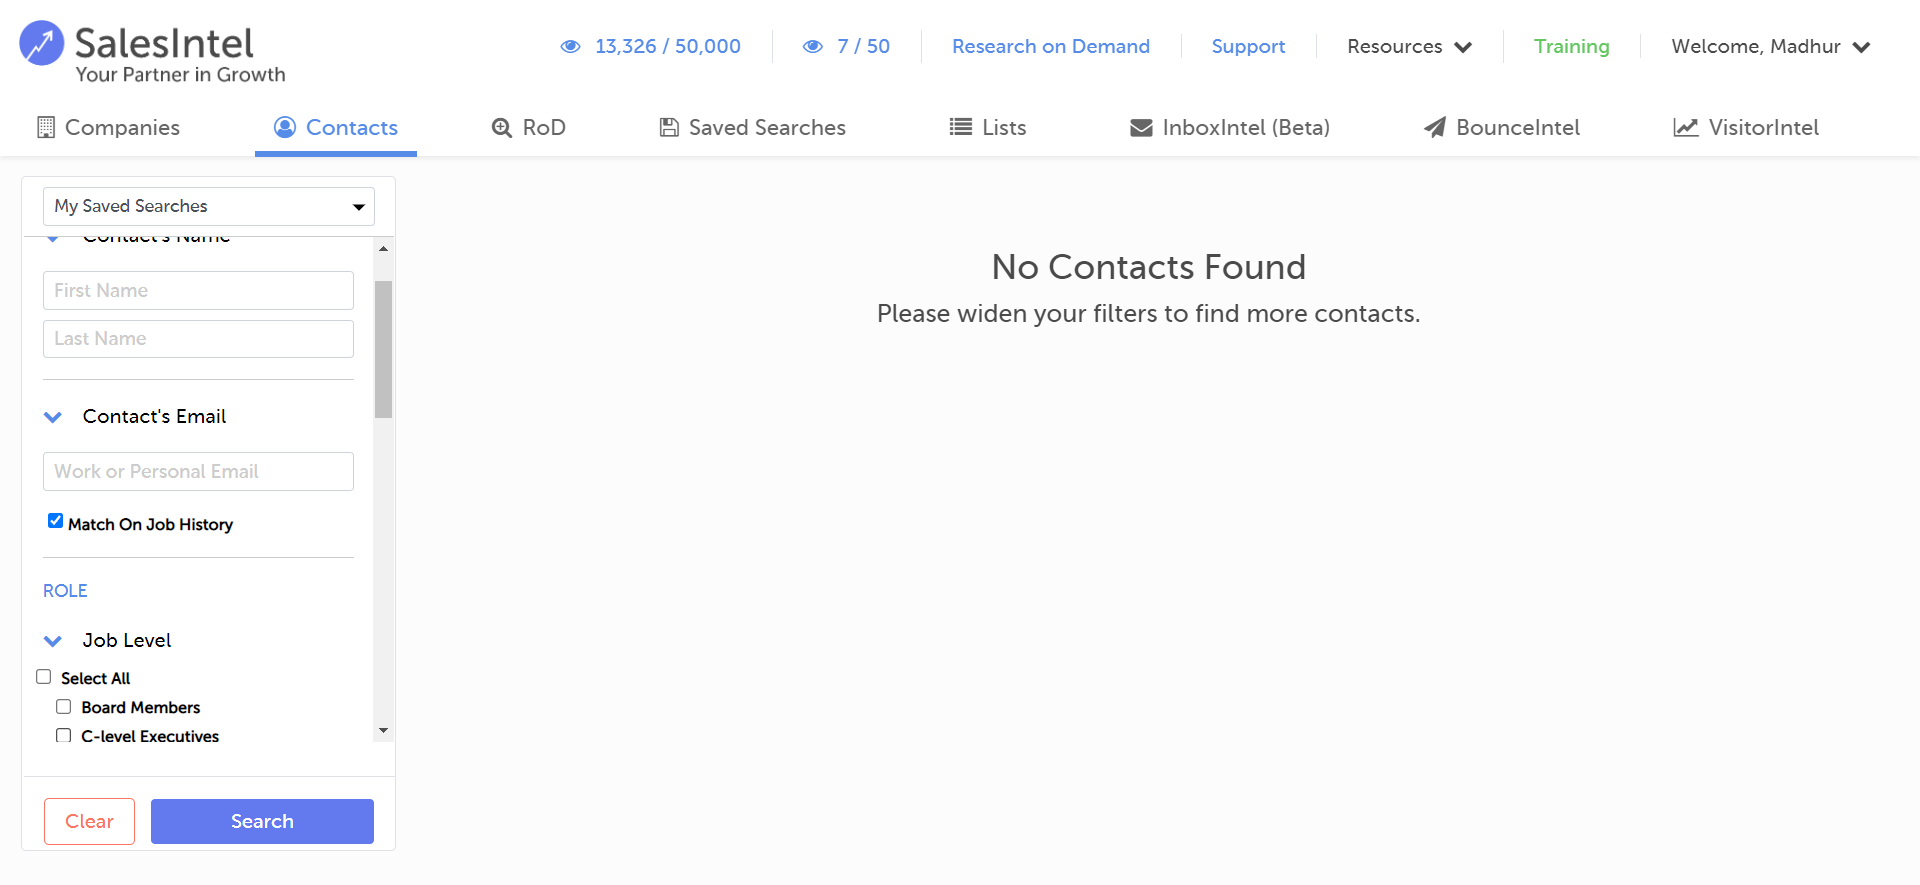 SalesIntel
Your Partner in Growth
13,326 / 50,000
7 / 50
Research on Demand
Support
Resources
Training
Welcome, Madhur
Companies
Contacts
RoD
Saved Searches
Lists
InboxIntel (Beta)
BounceIntel
VisitorIntel
My Saved Searches
Contact's Name
First Name
Last Name
Contact's Email
Work or Personal Email
Match On Job History
ROLE
Job Level
Select All
Board Members
C-level Executives
Clear
Search
No Contacts Found
Please widen your filters to find more contacts.